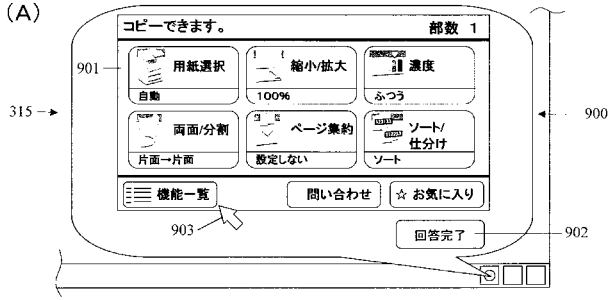 (A)
コピーできます。 部数 1
901
用紙選択 縮小/拡大 濃度
自動 100% ふつう
315 900
両面/分割 ページ集約 ソート/
仕分け
片面→片面 設定しない ソート
機能一覧 問い合わせ ☆ お気に入り
903
回答完了 902